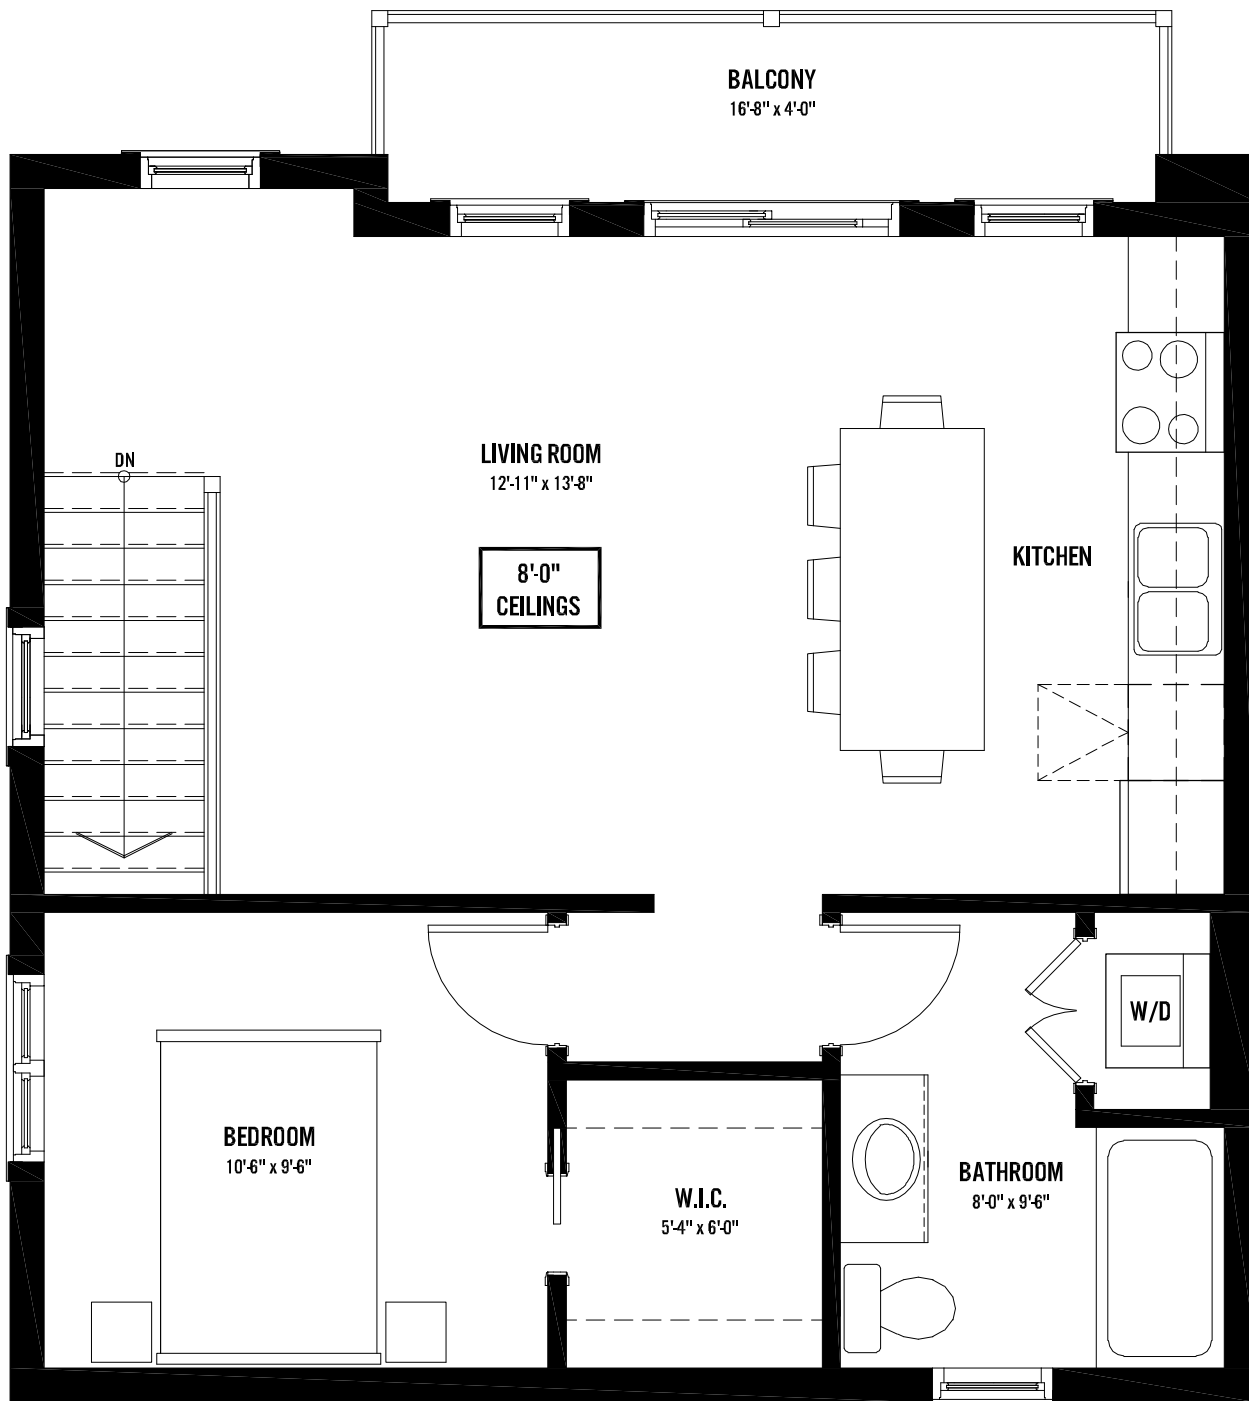 BALCONY
16'-8" x 4'-0"
DN
LIVING ROOM
12'-11" x 13'-8"
8'-0"
CEILINGS
KITCHEN
W/D
BEDROOM
10'-6" x 9'-6"
W.I.C.
5'-4" x 6'-0"
BATHROOM
8'-0" x 9'-6"